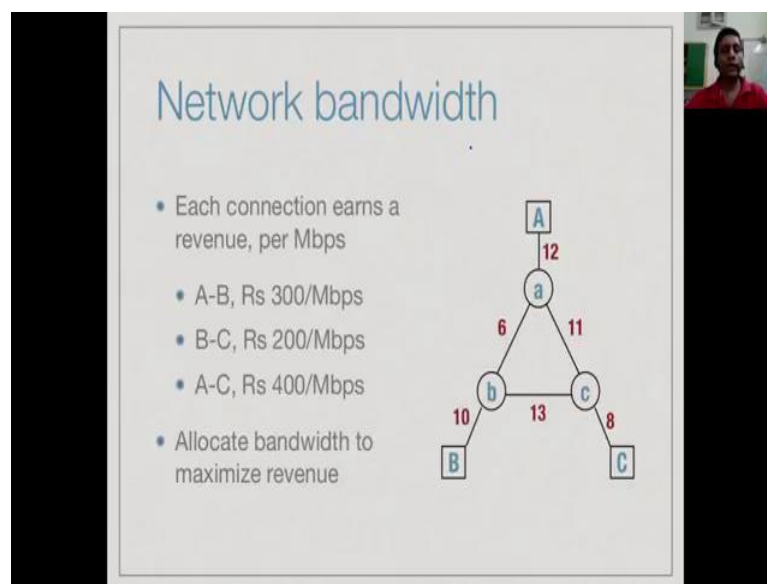 Network bandwidth
• Each connection earns a
revenue, per Mbps
• A-B, Rs 300/Mbps
• B-C, Rs 200/Mbps
• A-C, Rs 400/Mbps
• Allocate bandwidth to
maximize revenue
A
12
a
6
11
b
c
13
10
8
B
C